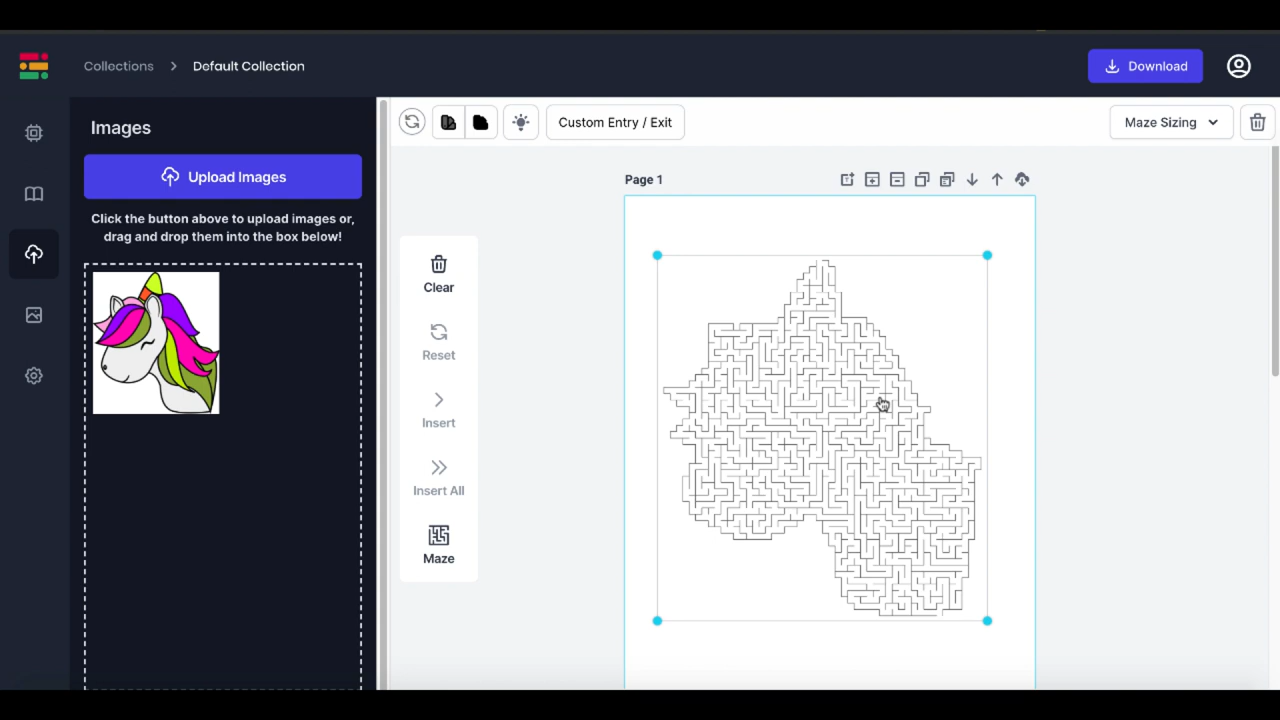 Collections > Default Collection
Download
Images
Upload Images
Click the button above to upload images or,
drag and drop them into the box below!
Custom Entry / Exit
Maze Sizing
Page 1
Clear
Reset
Insert
Insert All
Maze